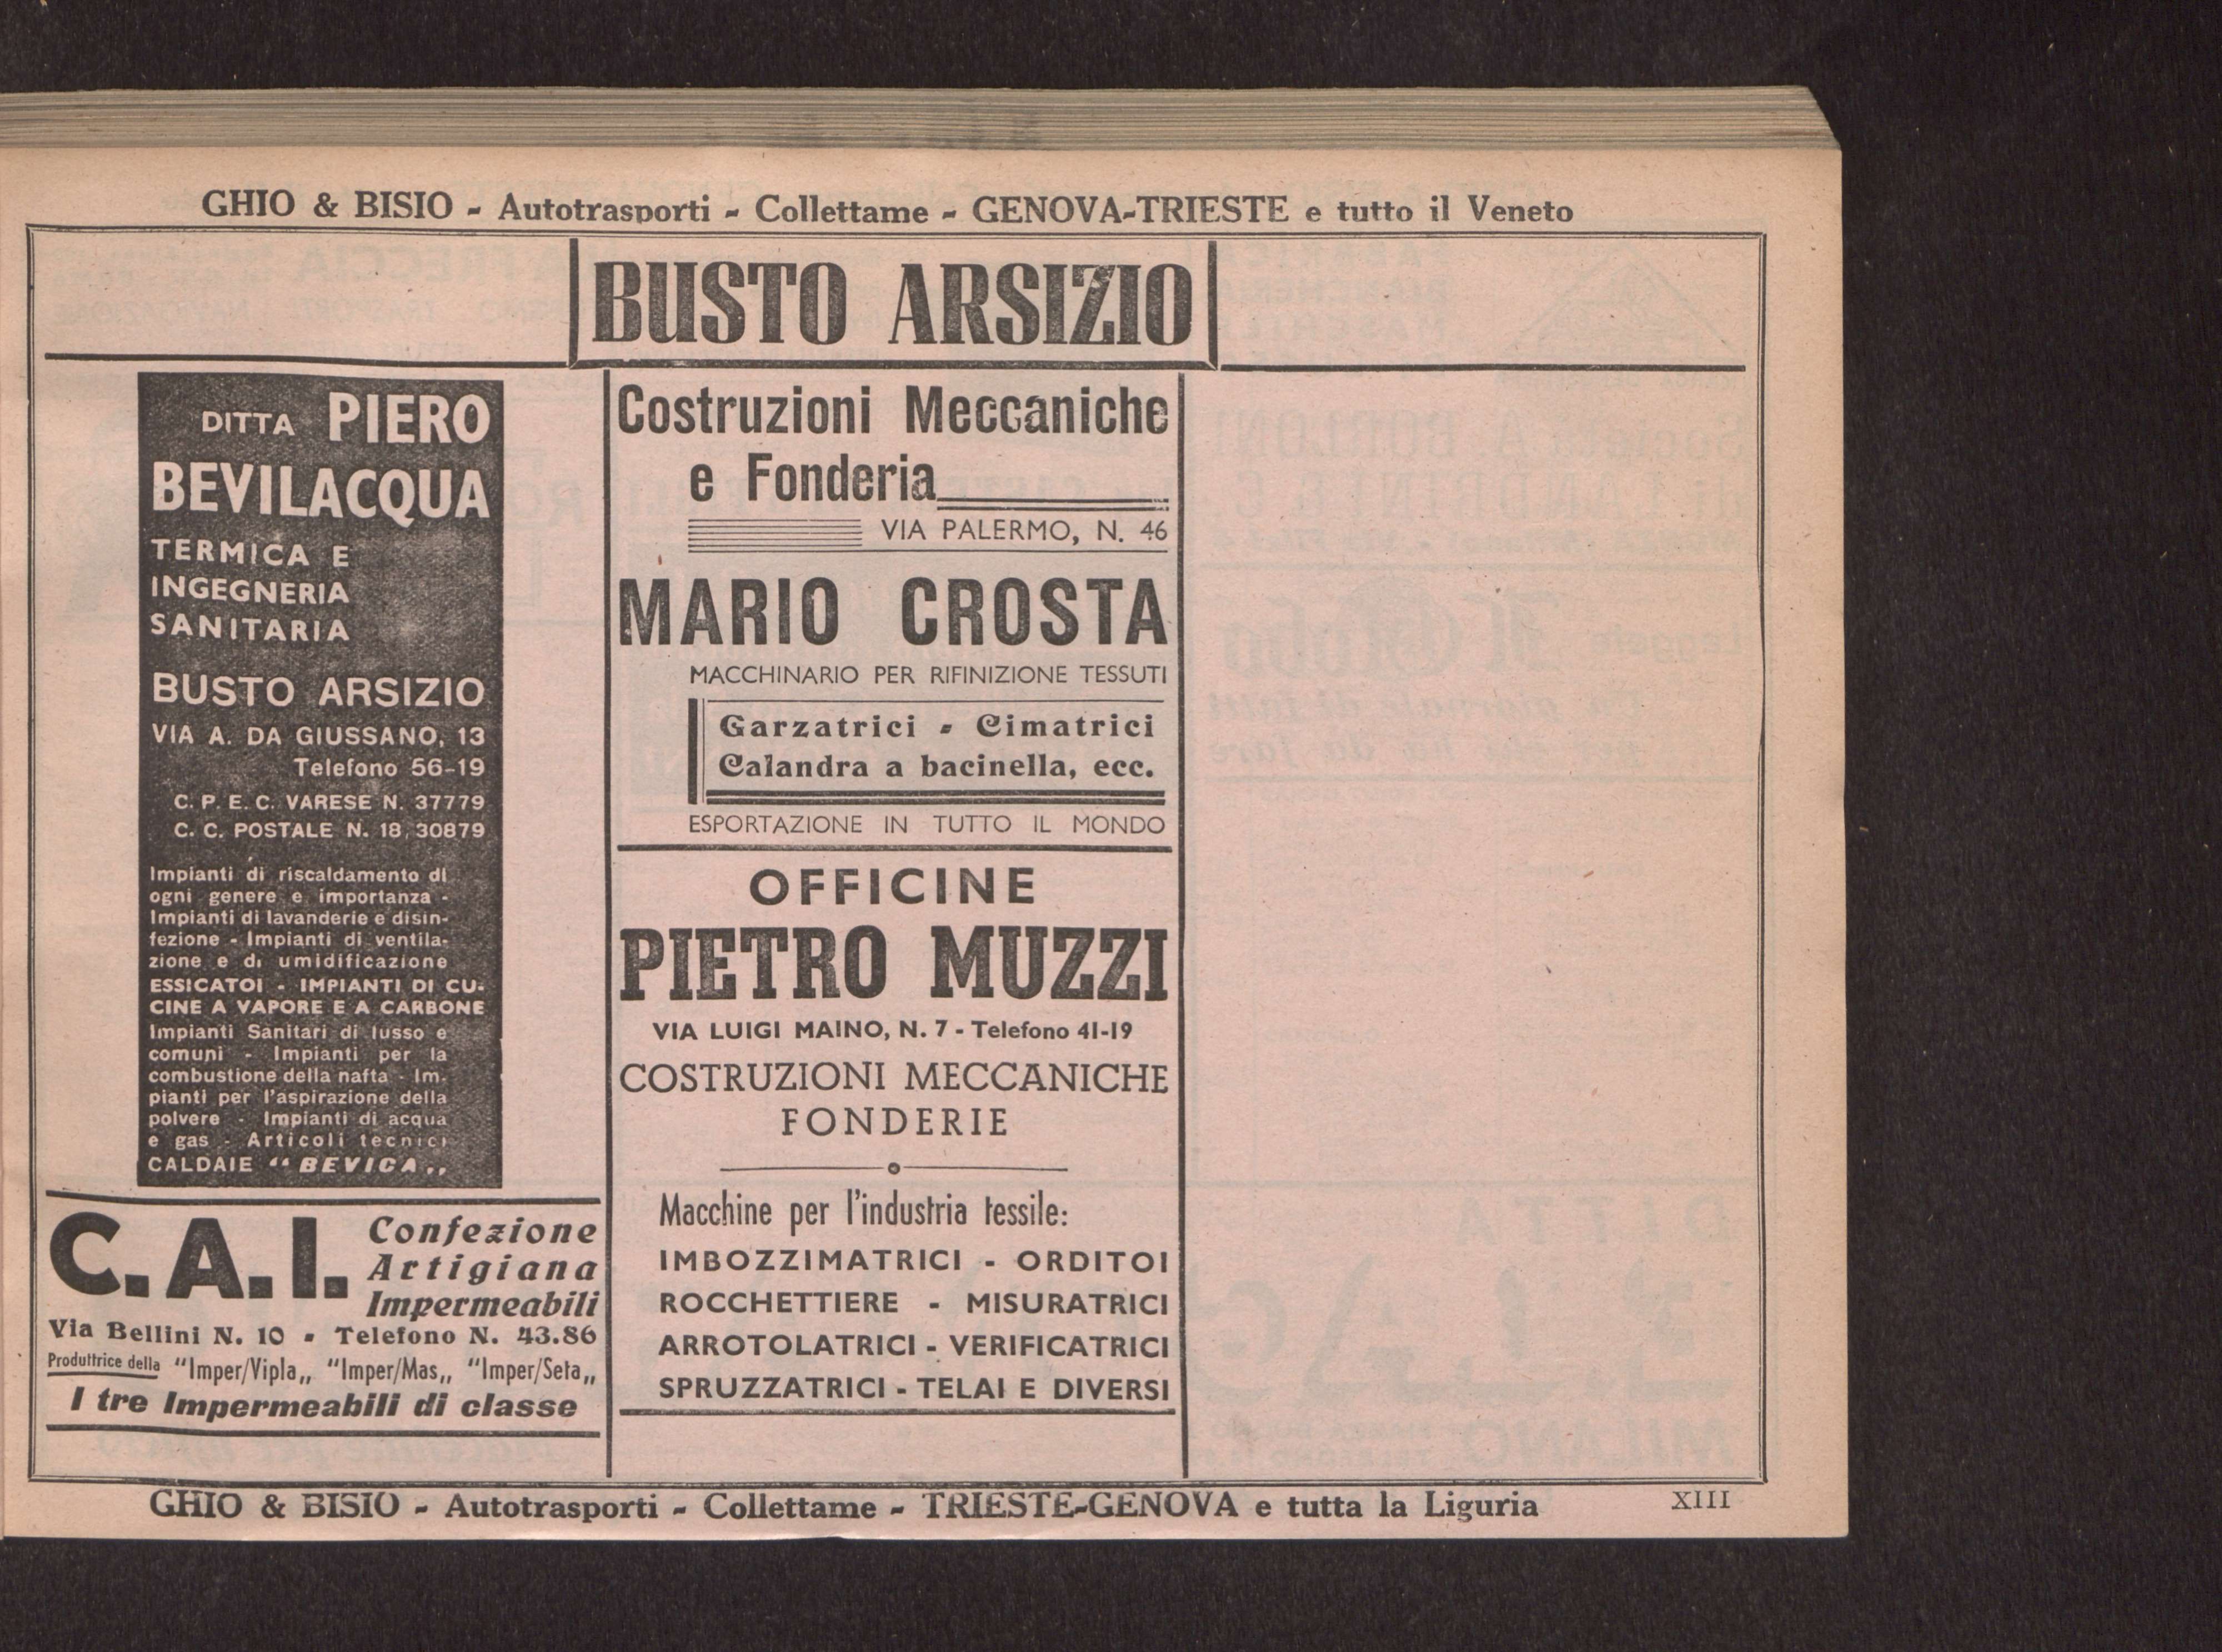 GHIO & BISIO - Autotrasporti - Collettame - GENOVA-TRIESTE e tutto il Veneto
BUSTO ARSIZIO
DITTA PIERO
BEVILACQUA
TERMICA E
INGEGNERIA
SANITARIA
BUSTO ARSIZIO
VIA A. DA GIUSSANO, 13
Telefono 56-19
C. P. E. C. VARESE N. 37779
C. C. POSTALE N. 18, 30879
Impianti di riscaldamento di
ogni genere e importanza -
Impianti di lavanderie e disin-
fezione - Impianti di ventila-
zione e di umidificazione
ESSICATOI - IMPIANTI DI CU-
CINE A VAPORE E A CARBONE
Impianti Sanitari di lusso e
comuni - Impianti per la
combustione della nafta - Im-
pianti per l'aspirazione della
polvere - Impianti di acqua
e gas - Articoli tecnici
CALDAIE “ BEVICA „
C.A.I. Confezione
Artigiana
Impermeabili
Via Bellini N. 10 - Telefono N. 43.86
Produttrice della “Imper/Vipla„ “Imper/Mas„ “Imper/Seta„
I tre Impermeabili di classe
Costruzioni Meccaniche
e Fonderia
VIA PALERMO, N. 46
MARIO CROSTA
MACCHINARIO PER RIFINIZIONE TESSUTI
Garzatrici - Cimatrici
Calandra a bacinella, ecc.
ESPORTAZIONE IN TUTTO IL MONDO
OFFICINE
PIETRO MUZZI
VIA LUIGI MAINO, N. 7 - Telefono 41-19
COSTRUZIONI MECCANICHE
FONDERIE
Macchine per l'industria tessile:
IMBOZZIMATRICI - ORDITOI
ROCCHETTIERE - MISURATRICI
ARROTOLATRICI - VERIFICATRICI
SPRUZZATRICI - TELAI E DIVERSI
GHIO & BISIO - Autotrasporti - Collettame - TRIESTE-GENOVA e tutta la Liguria
XIII